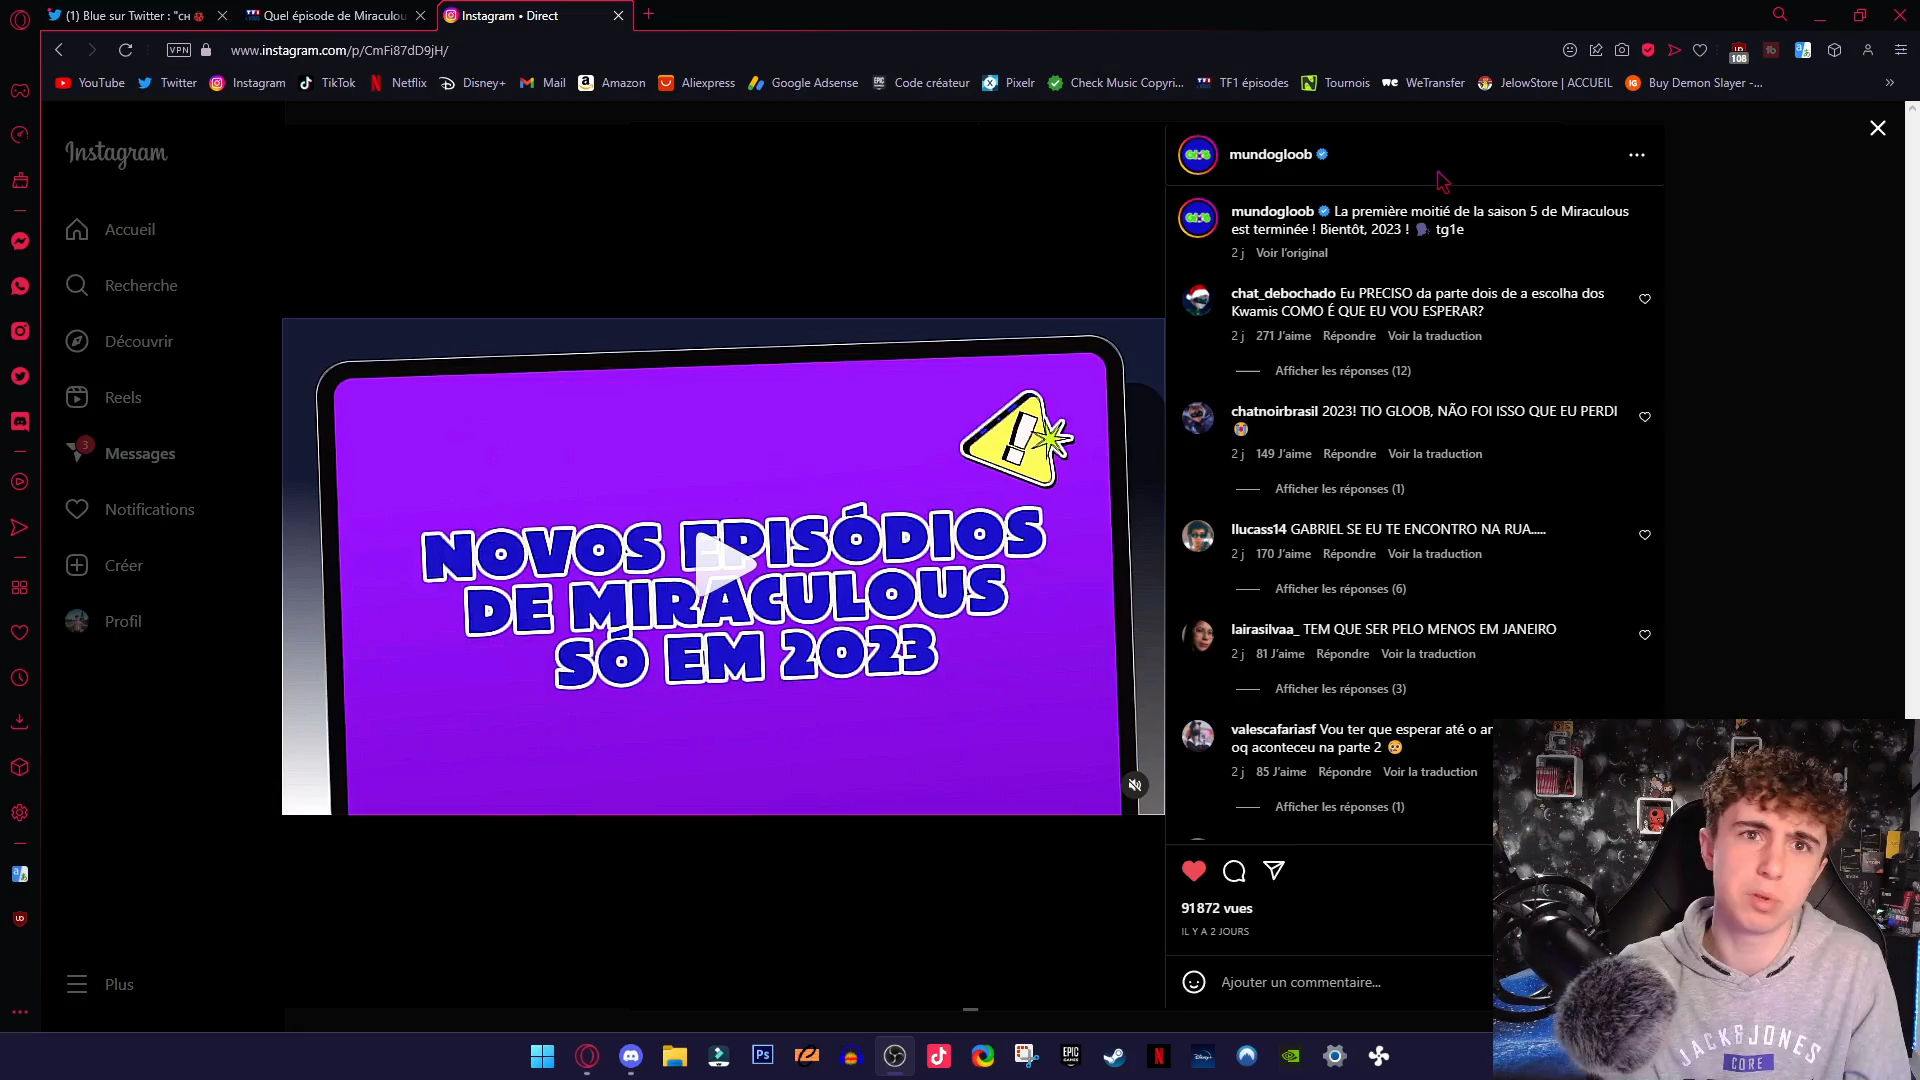 (1) Blue sur Twitter : "CH
Quel épisode de Miraculou
Instagram • Direct
VPN
www.instagram.com/p/CmFi87dD9jH/
108
YouTube
Twitter
Instagram
TikTok
Netflix
Disney+
Mail
Amazon
Aliexpress
Google Adsense
Code créateur
Pixelr
Check Music Copyri...
TF1 épisodes
Tournois
WeTransfer
JelowStore | ACCUEIL
Buy Demon Slayer -...
Instagram
Accueil
Recherche
Découvrir
Reels
3
Messages
Notifications
Créer
Profil
Plus
NOVOS EPISÓDIOS
DE MIRACULOUS
SÓ EM 2023
mundogloob
mundogloob La première moitié de la saison 5 de Miraculous
est terminée ! Bientôt, 2023 ! tg1e
2 j Voir l'original
chat_debochado Eu PRECISO da parte dois de a escolha dos
Kwamis COMO É QUE EU VOU ESPERAR?
2 j 271 J'aime Répondre Voir la traduction
Afficher les réponses (12)
chatnoirbrasil 2023! TIO GLOOB, NÃO FOI ISSO QUE EU PERDI
2 j 149 J'aime Répondre Voir la traduction
Afficher les réponses (1)
llucass14 GABRIEL SE EU TE ENCONTRO NA RUA.....
2 j 170 J'aime Répondre Voir la traduction
Afficher les réponses (6)
lairasilvaa_ TEM QUE SER PELO MENOS EM JANEIRO
2 j 81 J'aime Répondre Voir la traduction
Afficher les réponses (3)
valescafariasf Vou ter que esperar até o
oq aconteceu na parte 2
2 j 85 J'aime Répondre Voir la traduction
Afficher les réponses (1)
91872 vues
IL Y A 2 JOURS
Ajouter un commentaire...
JACK & JONES
CORE